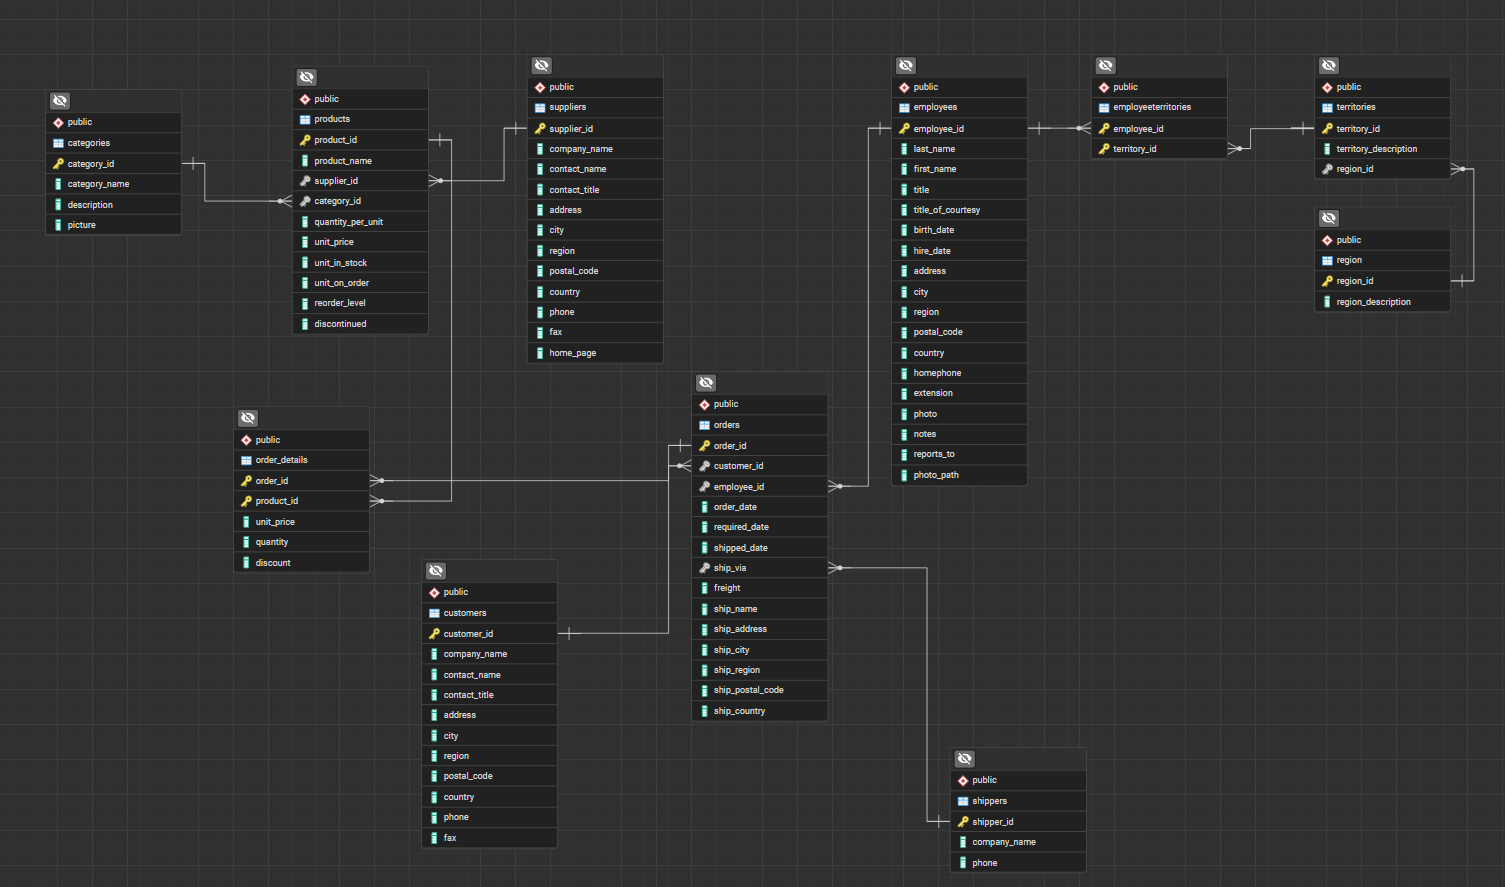 public
categories
category_id
category_name
description
picture
public
products
product_id
product_name
supplier_id
category_id
quantity_per_unit
unit_price
unit_in_stock
unit_on_order
reorder_level
discontinued
public
suppliers
supplier_id
company_name
contact_name
contact_title
address
city
region
postal_code
country
phone
fax
home_page
public
employees
employee_id
last_name
first_name
title
title_of_courtesy
birth_date
hire_date
address
city
region
postal_code
country
homephone
extension
photo
notes
reports_to
photo_path
public
employeeterritories
employee_id
territory_id
public
territories
territory_id
territory_description
region_id
public
region
region_id
region_description
public
order_details
order_id
product_id
unit_price
quantity
discount
public
orders
order_id
customer_id
employee_id
order_date
required_date
shipped_date
ship_via
freight
ship_name
ship_address
ship_city
ship_region
ship_postal_code
ship_country
public
customers
customer_id
company_name
contact_name
contact_title
address
city
region
postal_code
country
phone
fax
public
shippers
shipper_id
company_name
phone